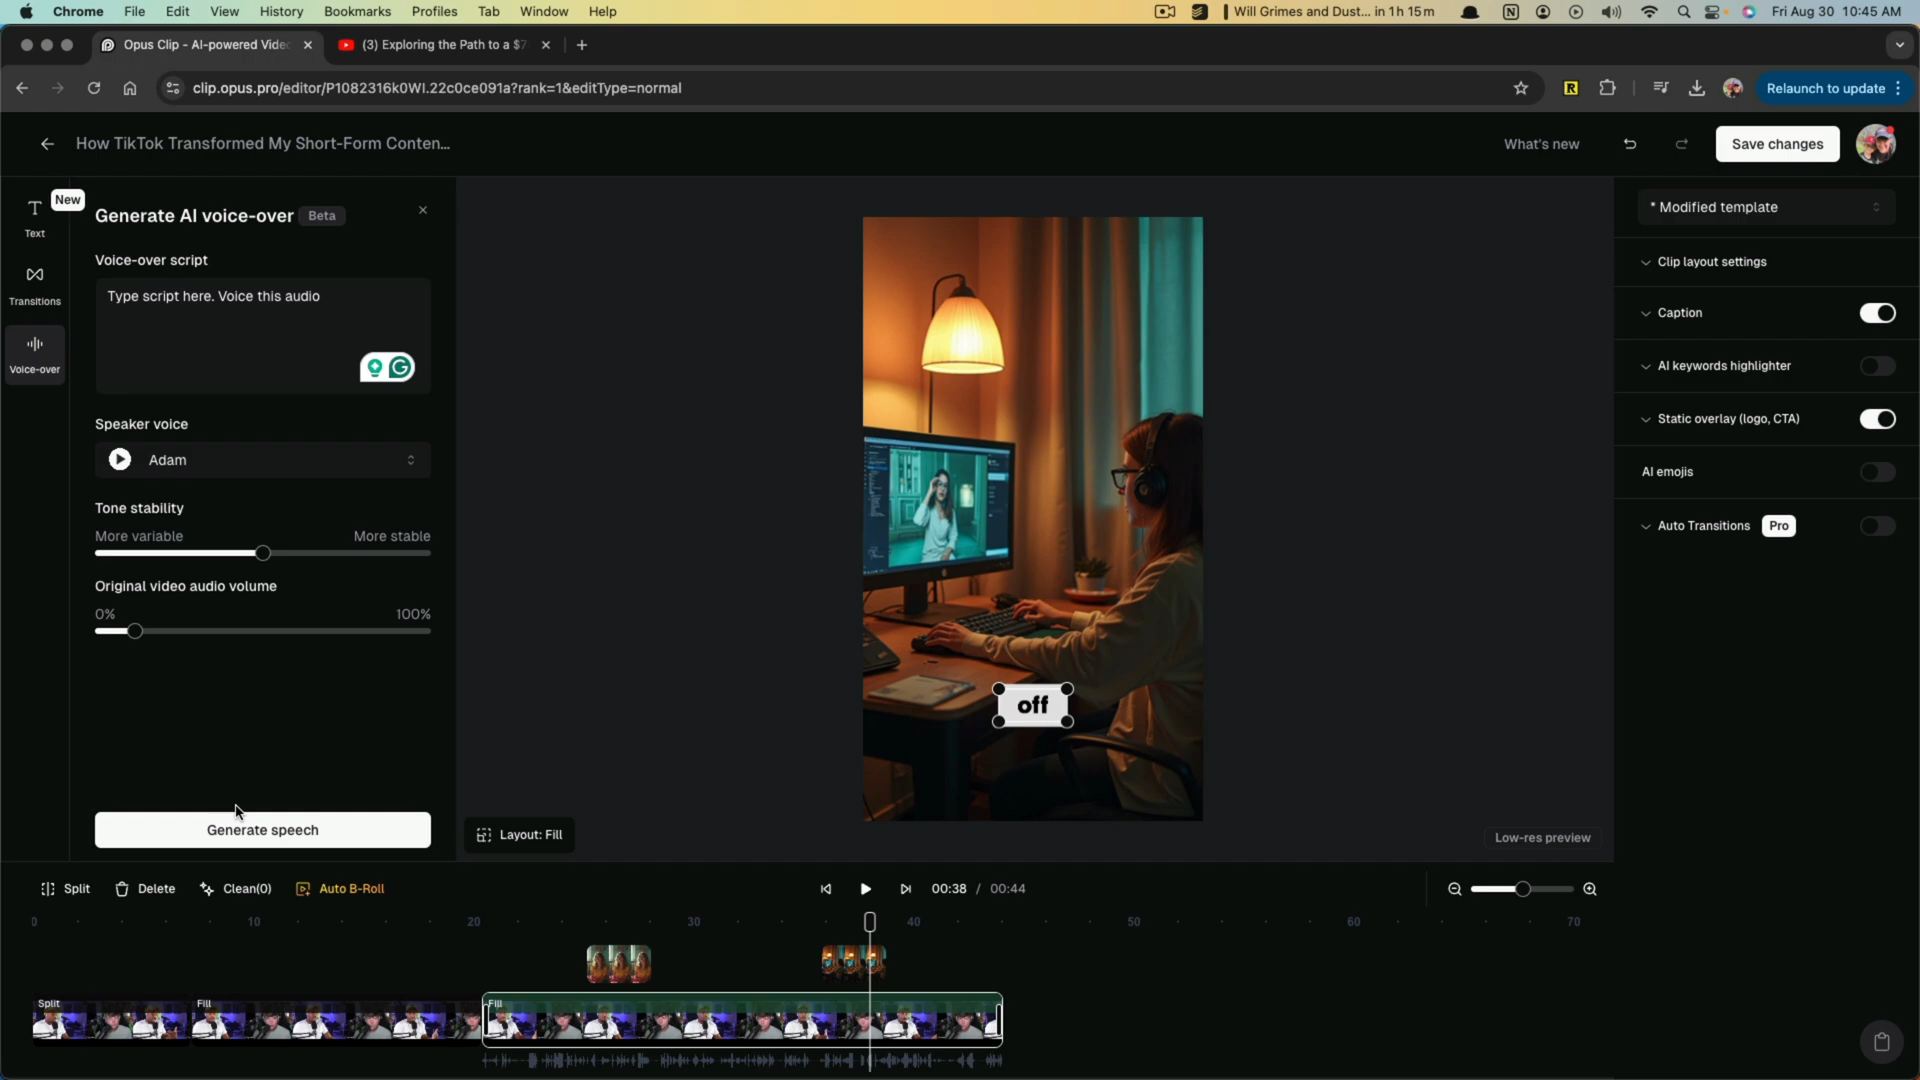 Chrome File Edit View History Bookmarks Profiles Tab Window Help
Will Grimes and Dust... in 1h 15m
Fri Aug 30 10:45 AM
Opus Clip - AI-powered Vide
(3) Exploring the Path to a $7
clip.opus.pro/editor/P1082316k0WI.22c0ce091a?rank=1&editType=normal
Relaunch to update
How TikTok Transformed My Short-Form Conten...
What's new
Save changes
New
Text
Transitions
Voice-over
Generate AI voice-over Beta
Voice-over script
Type script here. Voice this audio
Speaker voice
Adam
Tone stability
More variable More stable
Original video audio volume
0% 100%
Generate speech
off
Layout: Fill
Low-res preview
* Modified template
Clip layout settings
Caption
AI keywords highlighter
Static overlay (logo, CTA)
AI emojis
Auto Transitions Pro
Split Delete Clean(0) Auto B-Roll
00:38 / 00:44
0 10 20 30 40 50 60 70
Split Fill Fill